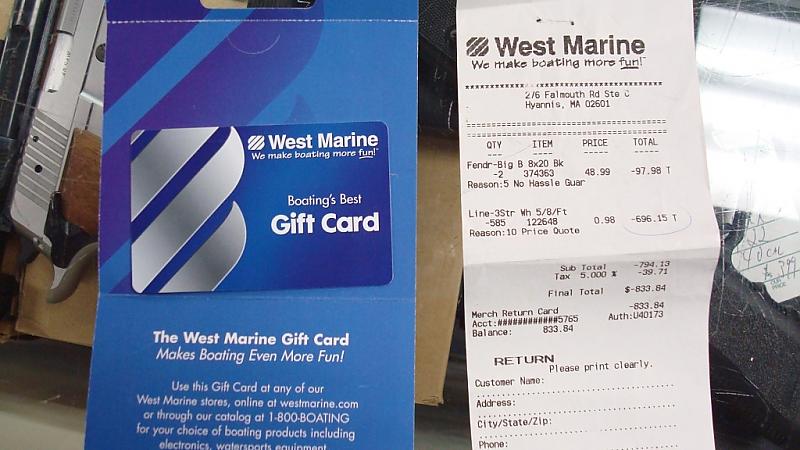 West Marine
We make boating more fun!
Boating's Best
Gift Card
The West Marine Gift Card
Makes Boating Even More Fun!
Use this Gift Card at any of our
West Marine stores, online at westmarine.com
or through our catalog at 1-800-BOATING
for your choice of boating products including
electronics, watersports equipment
West Marine
We make boating more fun!
276 Falmouth Rd Ste C
Hyannis, MA 02601
QTY ITEM PRICE TOTAL
Fendr-Big B 8x20 Bk
-2 374363 48.99 -97.98 T
Reason:5 No Hassle Guar
Line-3Str Wh 5/8/Ft
-585 122648 0.98 -696.15 T
Reason:10 Price Quote
Sub Total -794.13
Tax 5.000 % -39.71
Final Total $-833.84
-833.84
Merch Return Card
Acct:############5765 Auth:U40173
Balance: 833.84
RETURN
Please print clearly.
Customer Name:
Address:
City/State/Zip:
Phone: